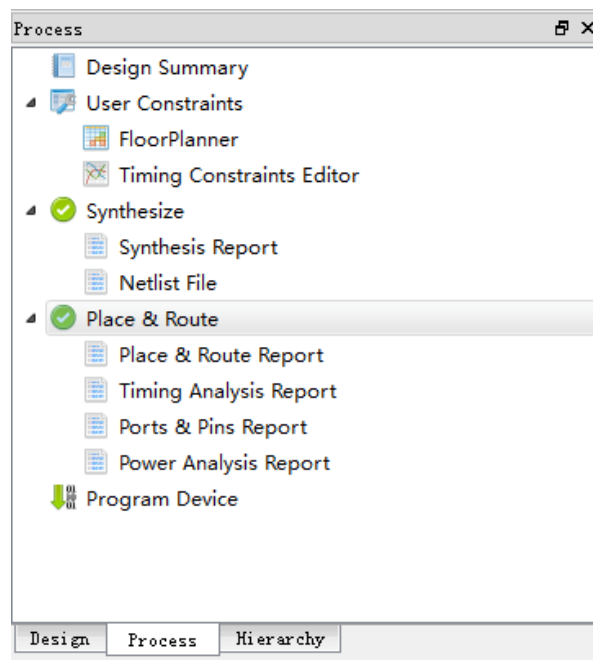 Process
Design Summary
User Constraints
FloorPlanner
Timing Constraints Editor
Synthesize
Synthesis Report
Netlist File
Place & Route
Place & Route Report
Timing Analysis Report
Ports & Pins Report
Power Analysis Report
Program Device
Design Process Hierarchy